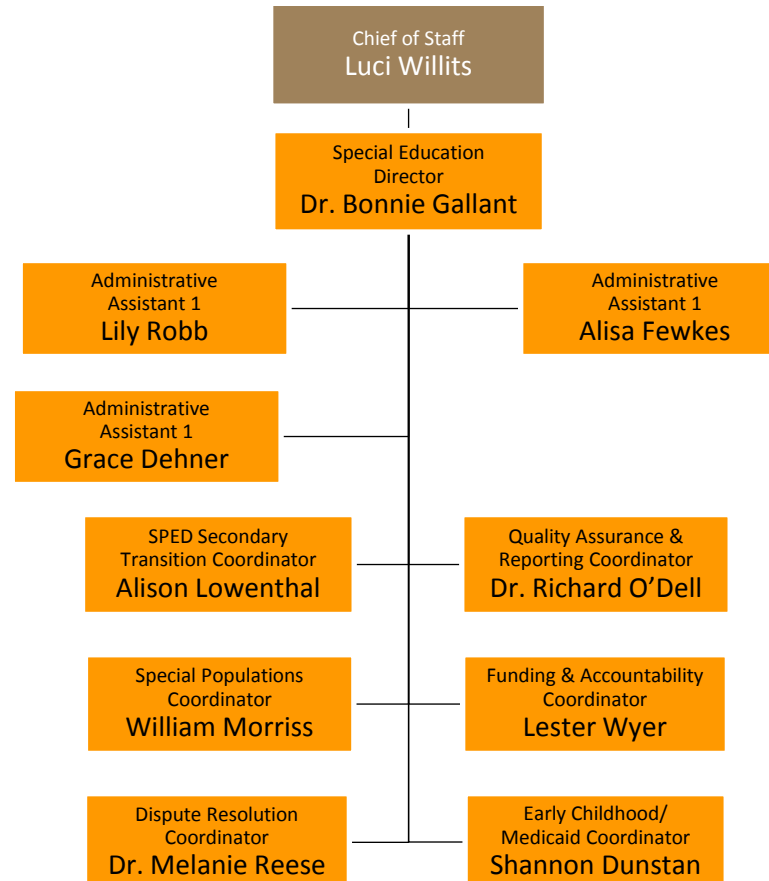 Chief of Staff
Luci Willits
Special Education
Director
Dr. Bonnie Gallant
Administrative
Assistant 1
Lily Robb
Administrative
Assistant 1
Alisa Fewkes
Administrative
Assistant 1
Grace Dehner
SPED Secondary
Transition Coordinator
Alison Lowenthal
Quality Assurance &
Reporting Coordinator
Dr. Richard O’Dell
Special Populations
Coordinator
William Morriss
Funding & Accountability
Coordinator
Lester Wyer
Dispute Resolution
Coordinator
Dr. Melanie Reese
Early Childhood/
Medicaid Coordinator
Shannon Dunstan